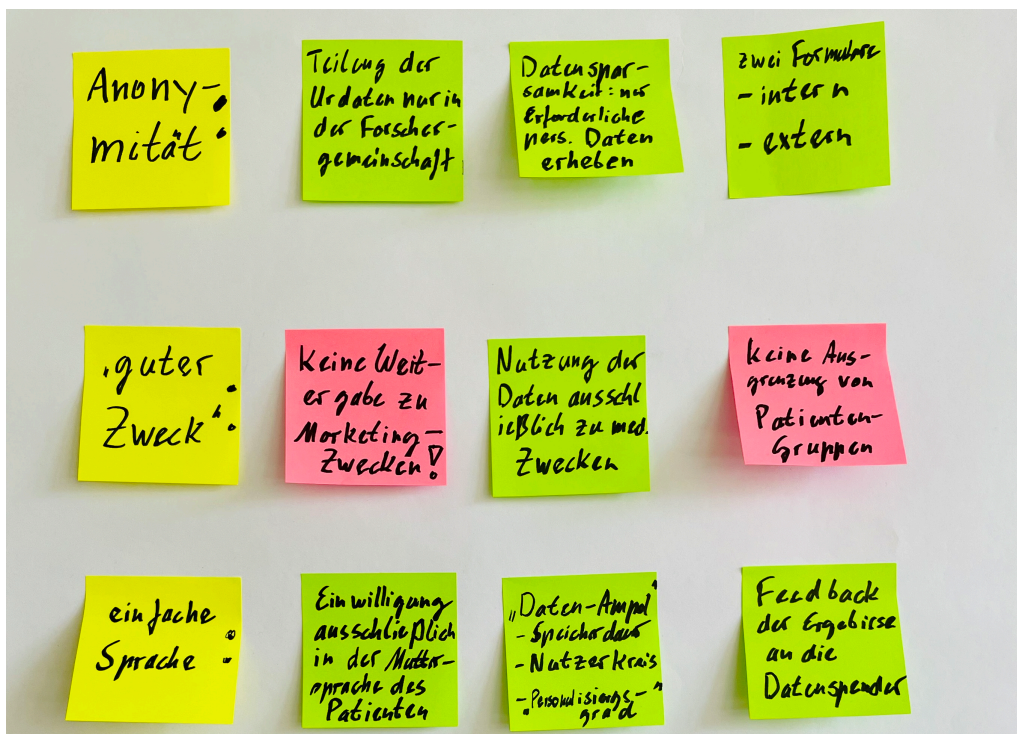 Anony-:
mität
Teilung der
Urdaten nur in
der Forscher-
gemeinschaft
Datenspar-
samkeit: nur
Erforderliche
pers. Daten
erheben
zwei Formulare
- intern
- extern
"guter
Zweck":
Keine Weit-
ergabe zu
Marketing-
Zwecken!
Nutzung der
Daten ausschl
ießlich zu med.
Zwecken
Keine Aus-
grenzung von
Patienten-
Gruppen
einfache
Sprache:
Einwilligung
ausschließlich
in der Mutter-
sprache des
Patienten
„Daten-Ampel"
- Speicherdauer
- Nutzerkreis
- „Personalisierungs-"
grad
Feedback
der Ergebnisse
an die
Datenspender